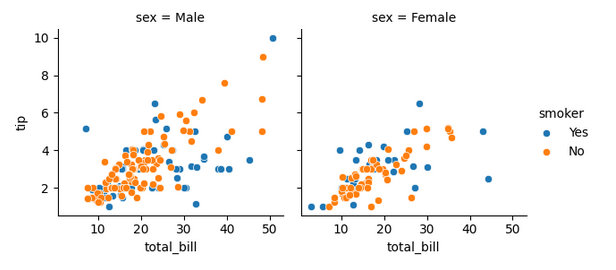 sex = Male
sex = Female
10
8
6
4
2
tip
10 20 30 40 50
10 20 30 40 50
total_bill
total_bill
smoker
Yes
No